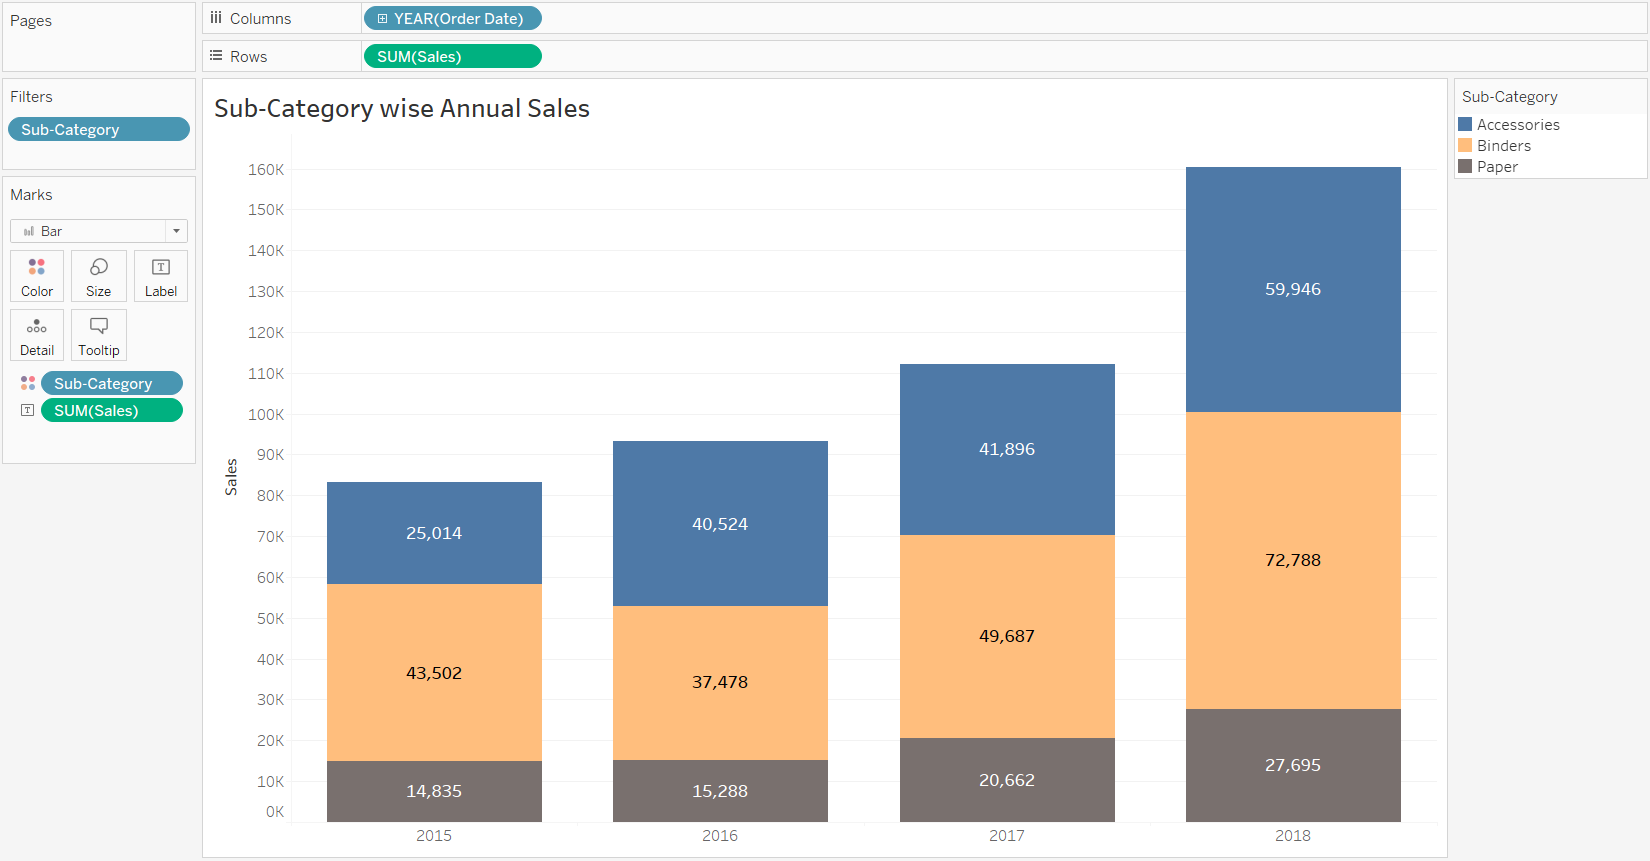 Pages
Columns
YEAR(Order Date)
Rows
SUM(Sales)
Filters
Sub-Category
Marks
Bar
Color
Size
Label
T
Detail
Tooltip
Sub-Category
T
SUM(Sales)
Sub-Category wise Annual Sales
Sales
160K
150K
140K
130K
120K
110K
100K
90K
80K
70K
60K
50K
40K
30K
20K
10K
0K
25,014
43,502
14,835
40,524
37,478
15,288
41,896
49,687
20,662
59,946
72,788
27,695
2015
2016
2017
2018
Sub-Category
Accessories
Binders
Paper